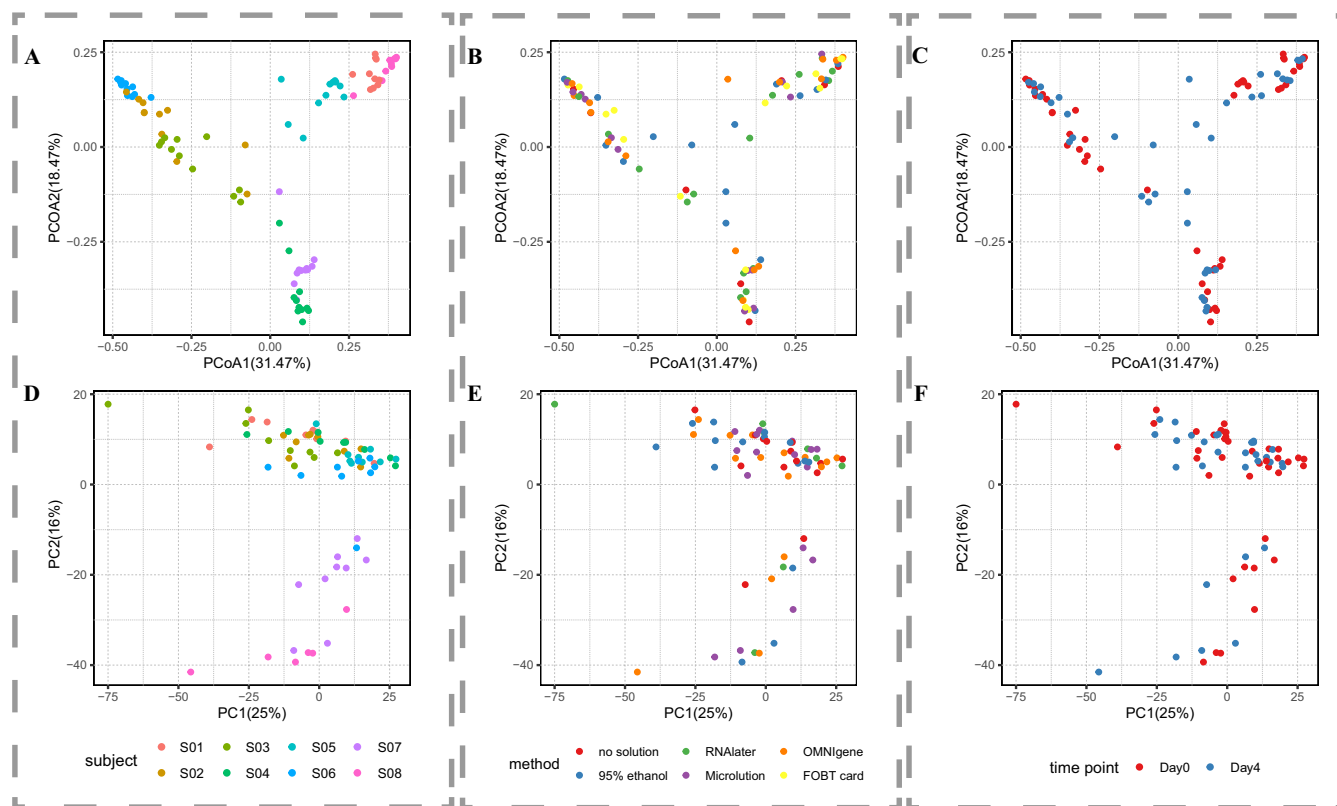 A
B
C
0.25
0.00
−0.25
PCOA2(18.47%)
−0.50
−0.25
0.00
0.25
PCoA1(31.47%)
0.25
0.00
−0.25
PCOA2(18.47%)
−0.50
−0.25
0.00
0.25
PCoA1(31.47%)
0.25
0.00
−0.25
PCOA2(18.47%)
−0.50
−0.25
0.00
0.25
PCoA1(31.47%)
D
E
F
20
0
−20
−40
PC2(16%)
−75
−50
−25
0
25
PC1(25%)
20
0
−20
−40
PC2(16%)
−75
−50
−25
0
25
PC1(25%)
20
0
−20
−40
PC2(16%)
−75
−50
−25
0
25
PC1(25%)
subject
S01 S03 S05 S07
S02 S04 S06 S08
method
no solution RNAlater OMNIgene
95% ethanol Microlution FOBT card
time point Day0 Day4